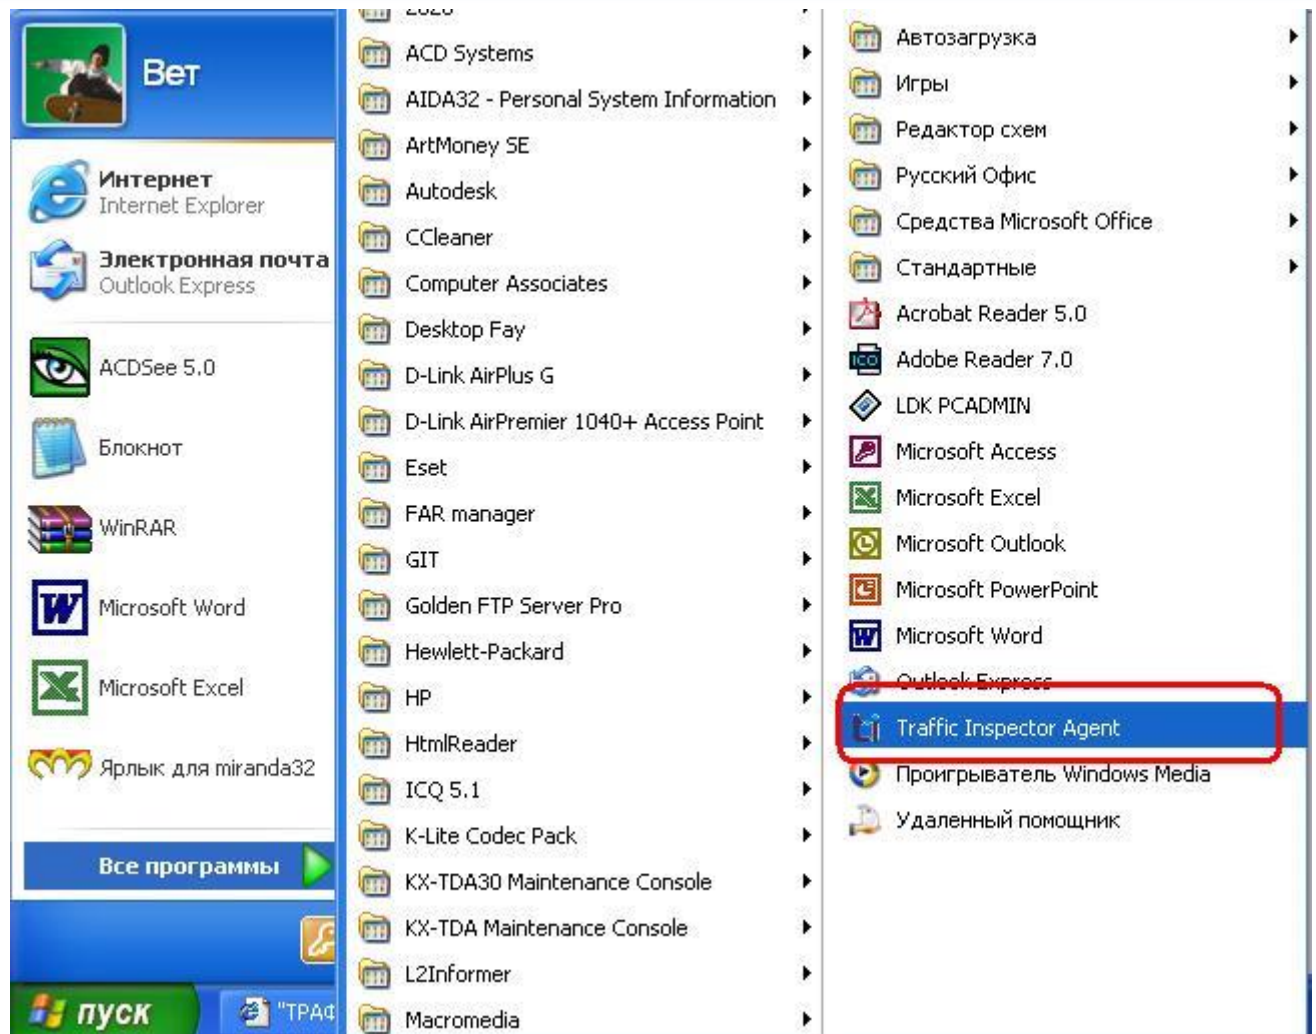 Вет
Интернет
Internet Explorer
Электронная почта
Outlook Express
ACDSee 5.0
Блокнот
WinRAR
Microsoft Word
Microsoft Excel
Ярлык для miranda32
Все программы
пуск
"ТРАФ
2020
ACD Systems
AIDA32 - Personal System Information
ArtMoney SE
Autodesk
CCleaner
Computer Associates
Desktop Fay
D-Link AirPlus G
D-Link AirPremier 1040+ Access Point
Eset
FAR manager
GIT
Golden FTP Server Pro
Hewlett-Packard
HP
HtmlReader
ICQ 5.1
K-Lite Codec Pack
KX-TDA30 Maintenance Console
KX-TDA Maintenance Console
L2Informer
Macromedia
Автозагрузка
Игры
Редактор схем
Русский Офис
Средства Microsoft Office
Стандартные
Acrobat Reader 5.0
Adobe Reader 7.0
LDK PCADMIN
Microsoft Access
Microsoft Excel
Microsoft Outlook
Microsoft PowerPoint
Microsoft Word
Outlook Express
Traffic Inspector Agent
Проигрыватель Windows Media
Удаленный помощник